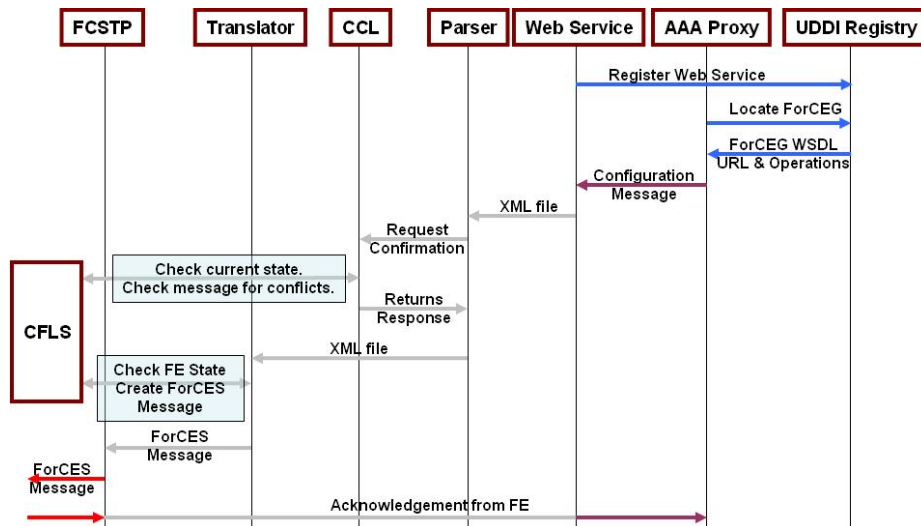 FCSTP
Translator
CCL
Parser
Web Service
AAA Proxy
UDDI Registry
Register Web Service
Locate ForCEG
ForCEG WSDL
URL & Operations
Configuration
Message
XML file
Request
Confirmation
Check current state.
Check message for conflicts.
CFLS
Returns
Response
XML file
Check FE State
Create ForCES
Message
ForCES
Message
ForCES
Message
Acknowledgement from FE